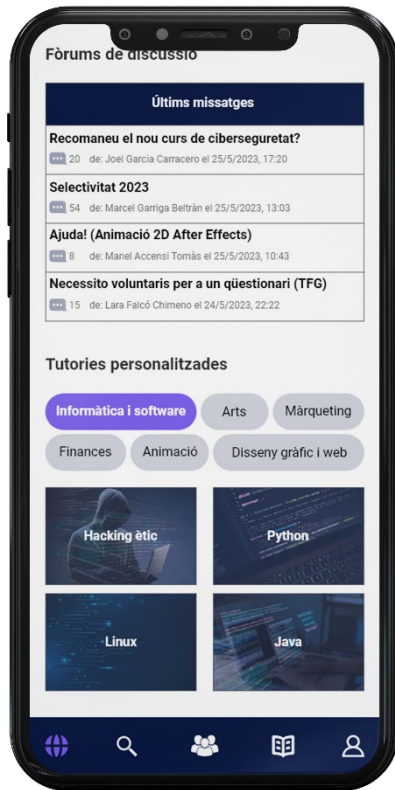 Fòrums de discussió
Últims missatges
Recomaneu el nou curs de ciberseguretat?
20 de: Joel Garcia Carracero el 25/5/2023, 17:20
Selectivitat 2023
54 de: Marcel Garriga Beltràn el 25/5/2023, 13:03
Ajuda! (Animació 2D After Effects)
8 de: Manel Accensi Tomàs el 25/5/2023, 10:43
Necessito voluntaris per a un qüestionari (TFG)
15 de: Lara Falcó Chimeno el 24/5/2023, 22:22
Tutories personalitzades
Informàtica i software Arts Màrqueting
Finances Animació Disseny gràfic i web
Hacking ètic Python
Linux Java